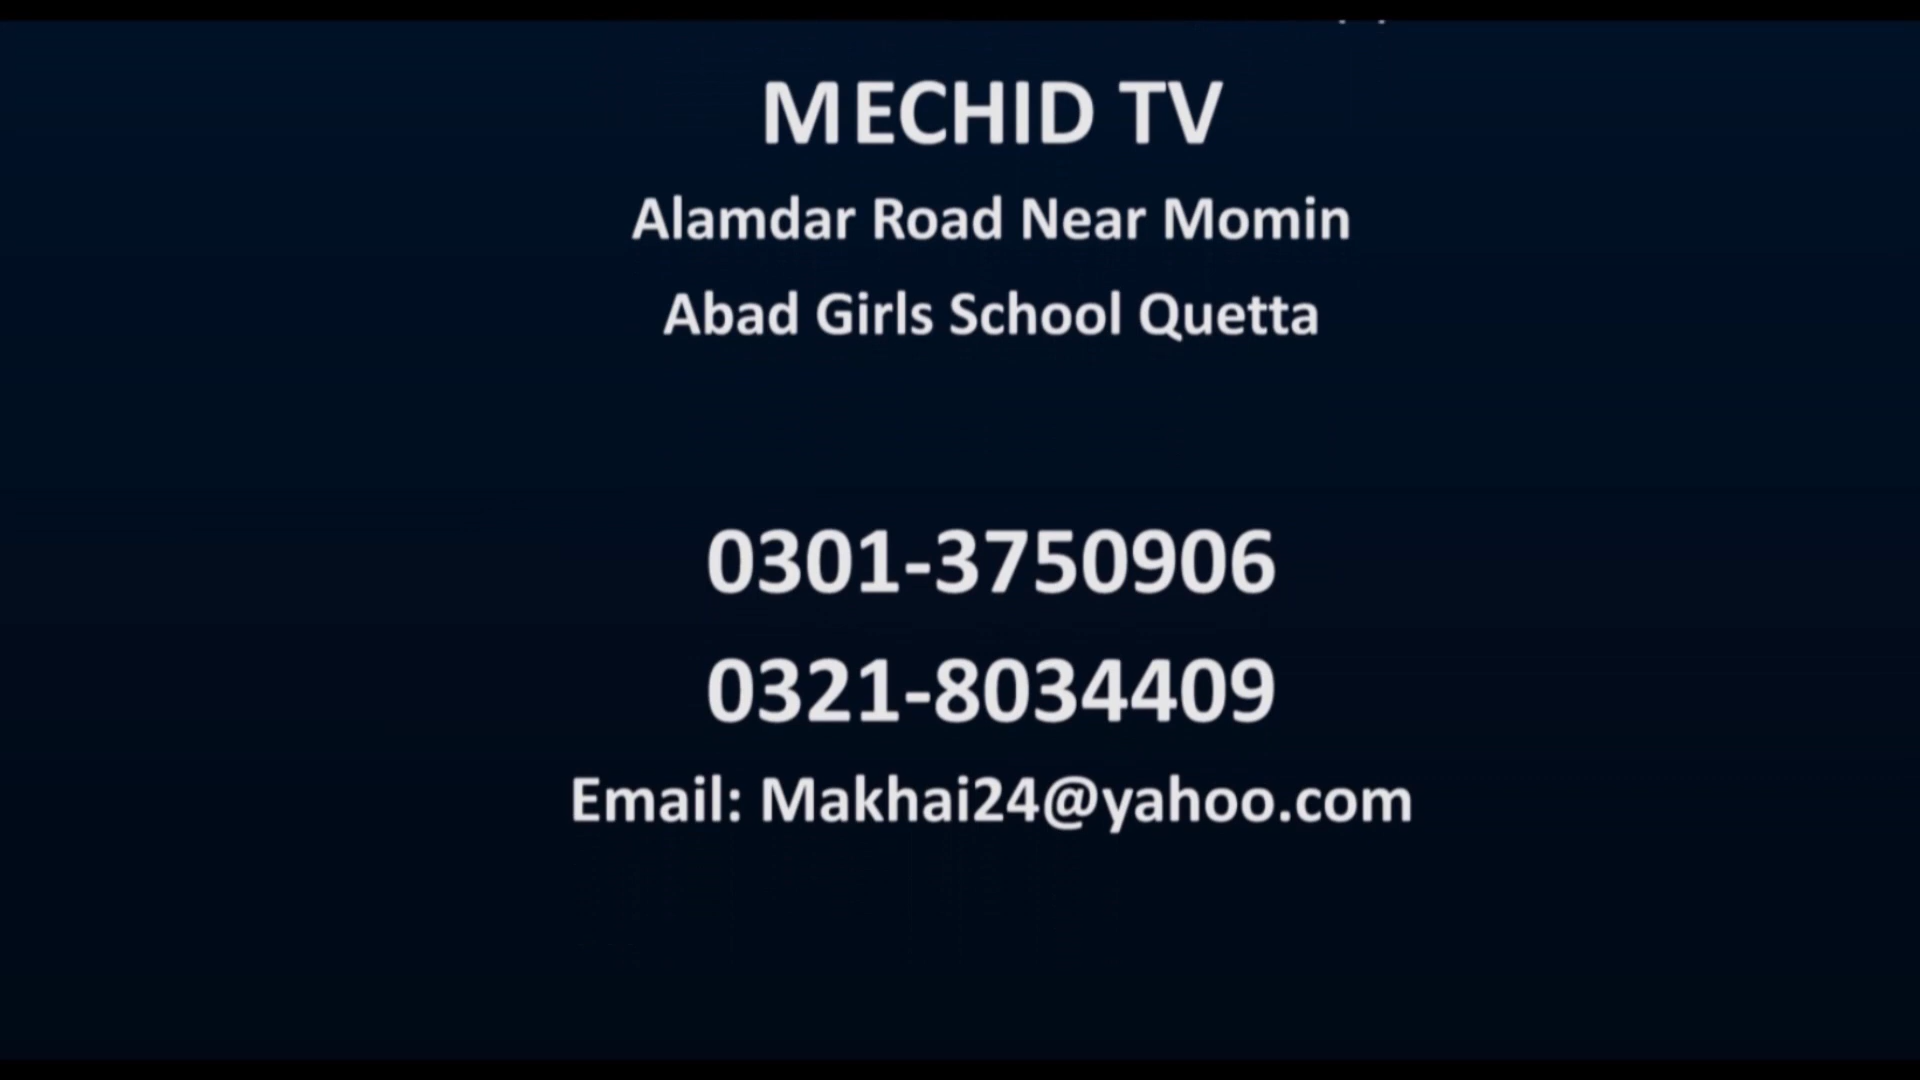 MECHID TV
Alamdar Road Near Momin
Abad Girls School Quetta
0301-3750906
0321-8034409
Email: Makhai24@yahoo.com